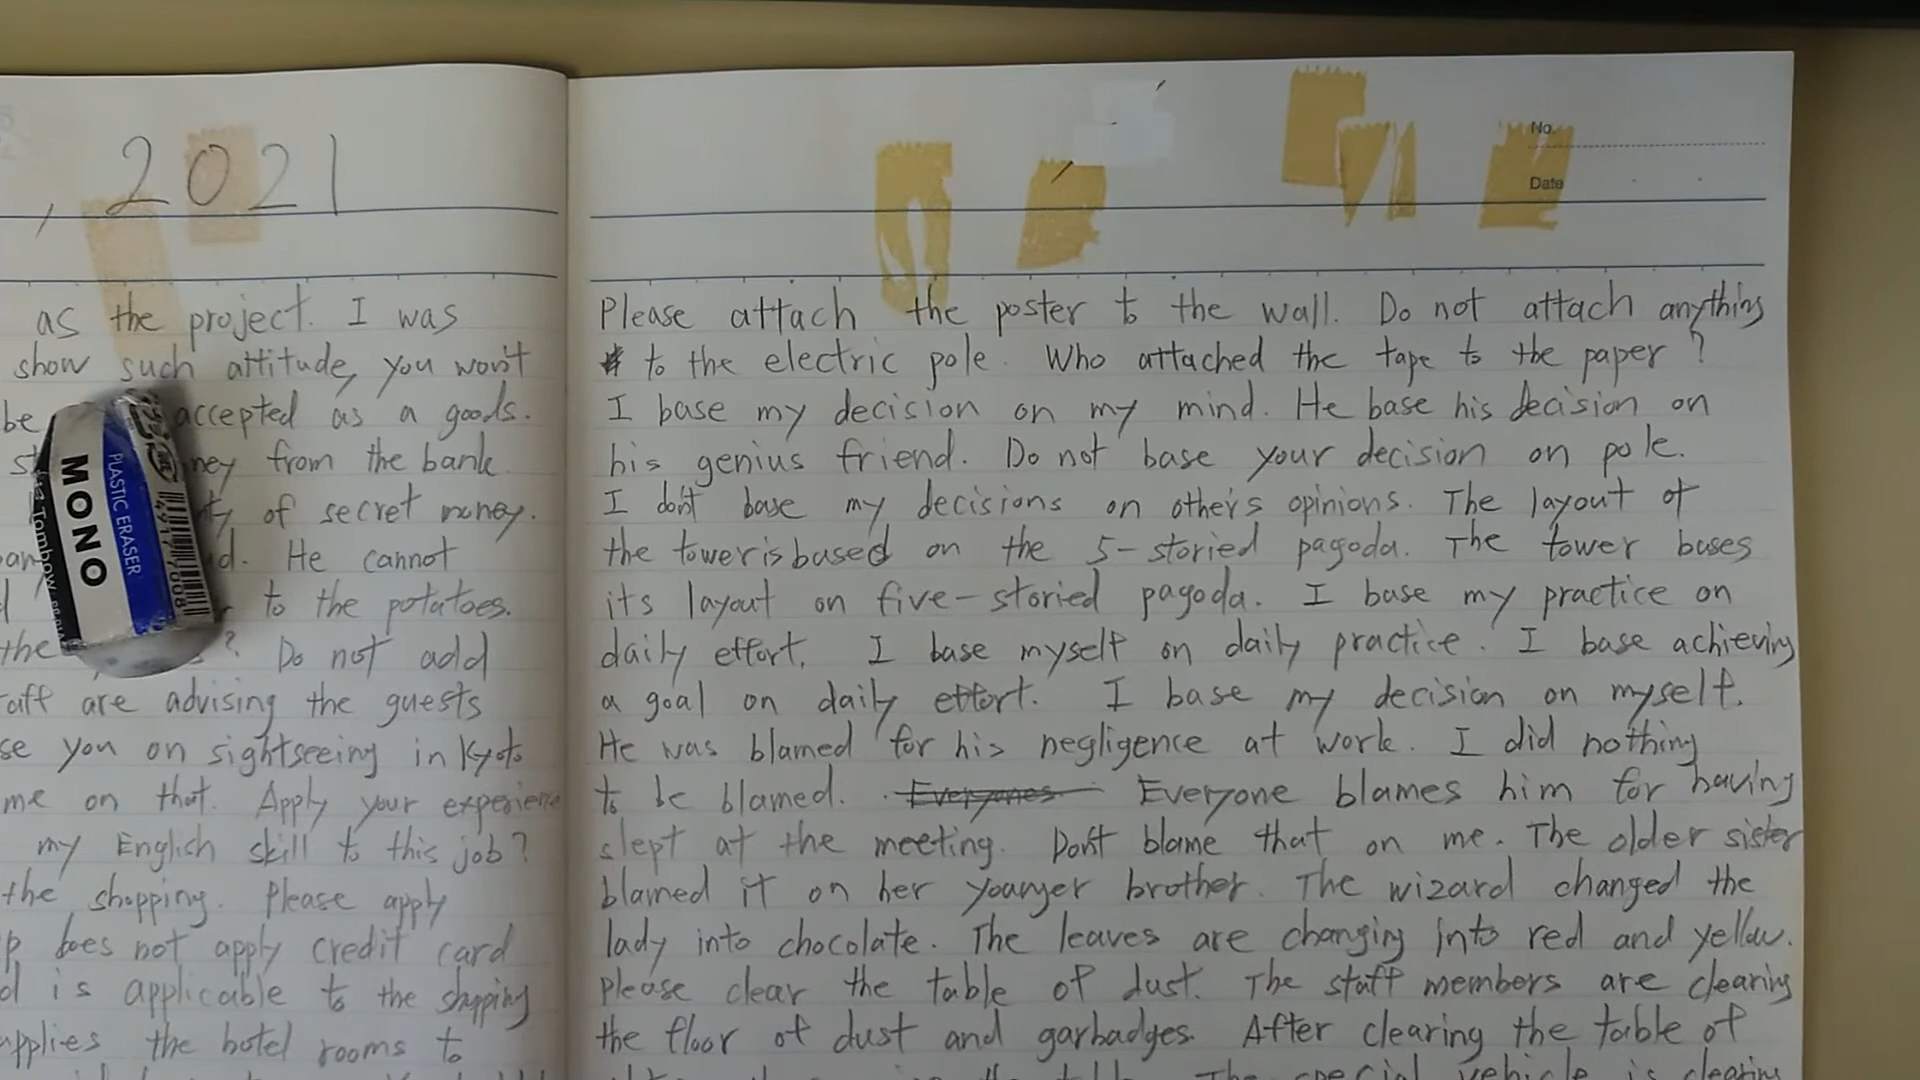 , 2021
as the project. I was
show such attitude, you won't
be accepted as a goods.
from the bank
of secret money.
d. He cannot
to the potatoes.
the ? Do not add
are advising the guests
you on sightseeing in Kyoto
me on that. Apply your experience
my English skill to this job?
the shopping. Please apply
does not apply credit card
is applicable to the shopping
applies the hotel rooms to
MONO
PLASTIC ERASER
Tombow
No.
Date
Please attach the poster to the wall. Do not attach anything
to the electric pole. Who attached the tape to the paper?
I base my decision on my mind. He base his decision on
his genius friend. Do not base your decision on pole.
I don't base my decisions on other's opinions. The layout of
the tower is based on the 5-storied pagoda. The tower bases
its layout on five-storied pagoda. I base my practice on
daily effort. I base myself on daily practice. I base achieving
a goal on daily effort. I base my decision on myself.
He was blamed for his negligence at work. I did nothing
to be blamed. Everyones Everyone blames him for having
slept at the meeting. Don't blame that on me. The older sister
blamed it on her younger brother. The wizard changed the
lady into chocolate. The leaves are changing into red and yellow.
Please clear the table of dust. The staff members are clearing
the floor of dust and garbadges. After clearing the table of
The special vehicle is clearing